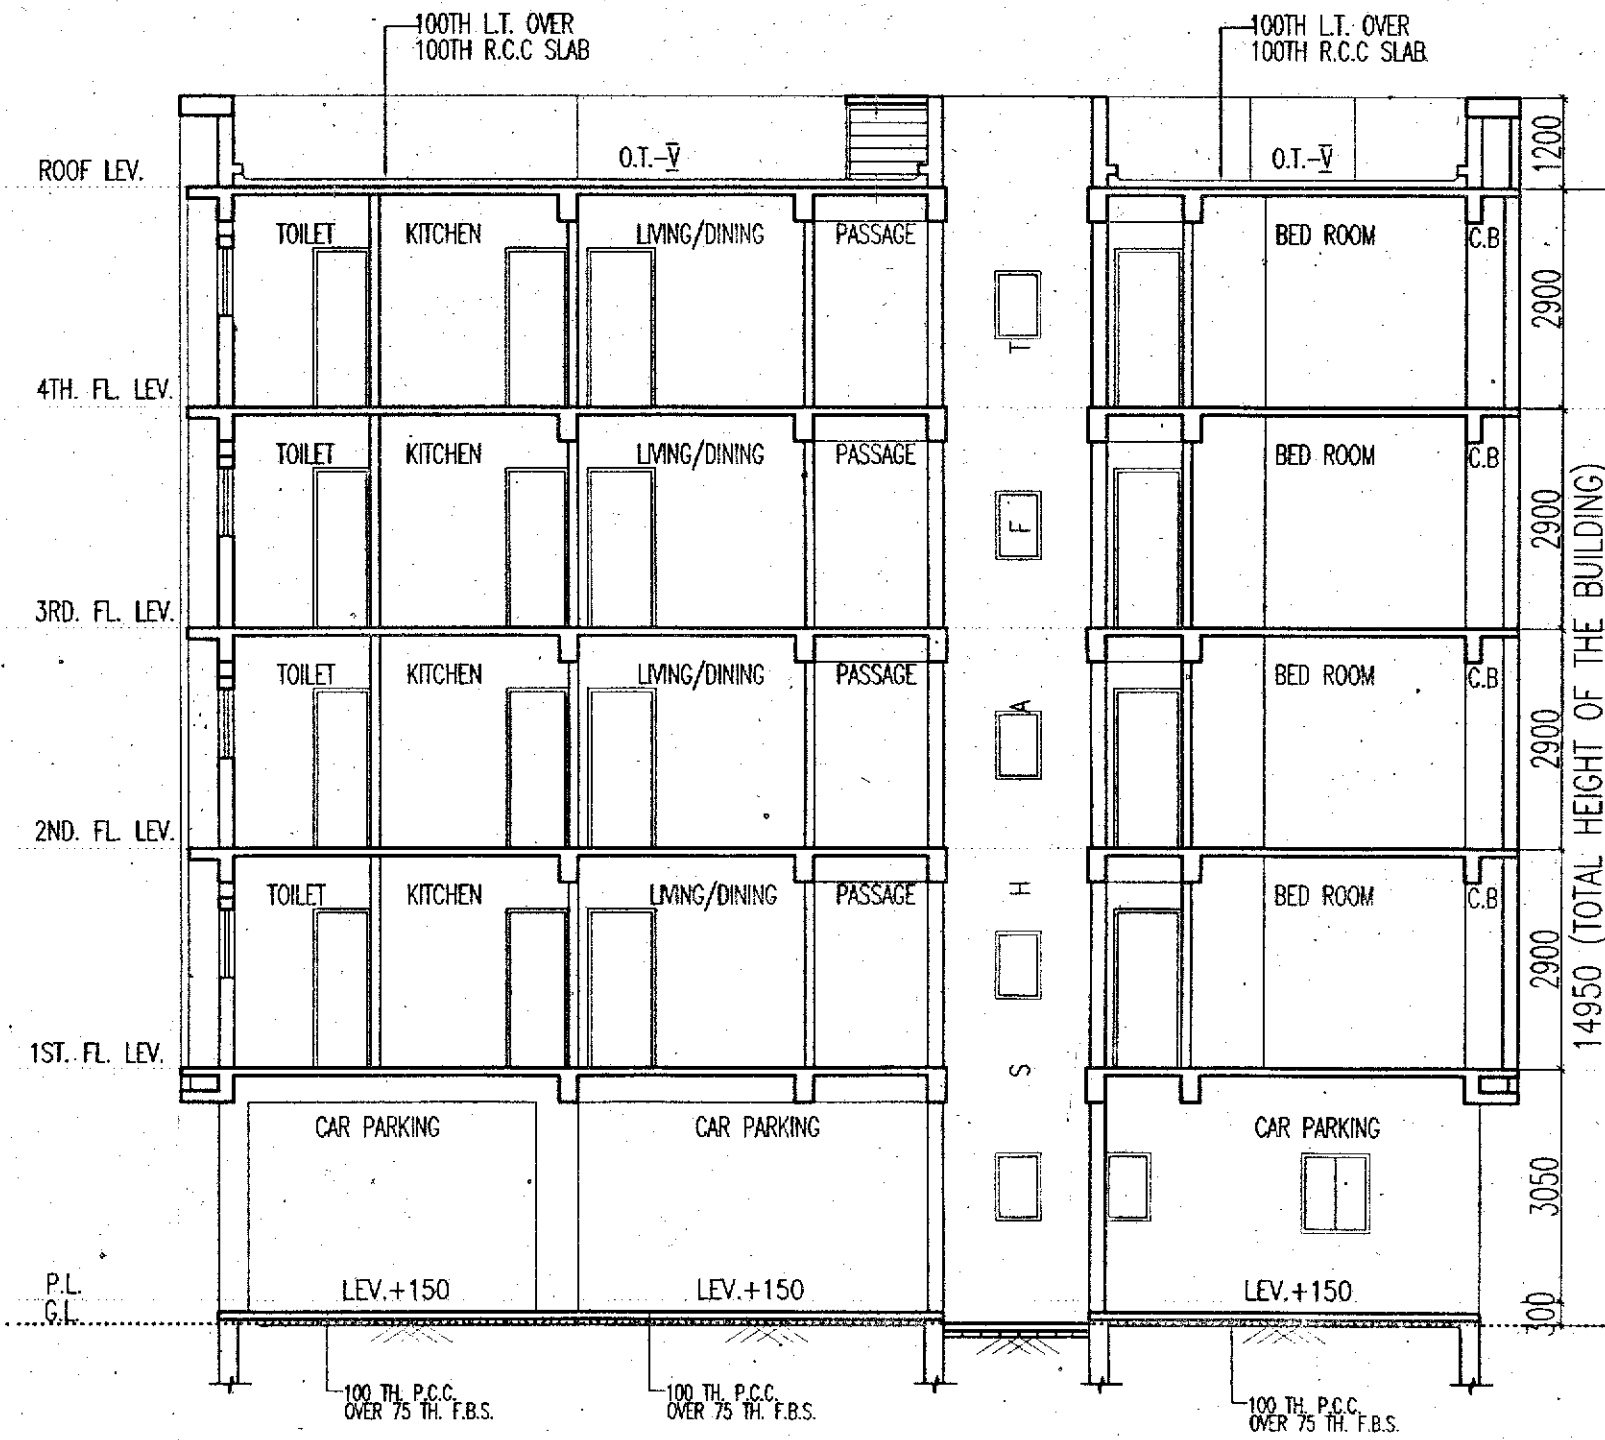 100TH L.T. OVER
100TH R.C.C SLAB
100TH L.T. OVER
100TH R.C.C SLAB
1200
ROOF LEV.
O.T.-V
O.T.-V
TOILET
KITCHEN
LIVING/DINING
PASSAGE
BED ROOM
C.B
2900
4TH. FL. LEV.
TOILET
KITCHEN
LIVING/DINING
PASSAGE
BED ROOM
C.B
2900
3RD. FL. LEV.
TOILET
KITCHEN
LIVING/DINING
PASSAGE
BED ROOM
C.B
2900
2ND. FL. LEV.
TOILET
KITCHEN
LIVING/DINING
PASSAGE
BED ROOM
C.B
2900
1ST. FL. LEV.
SHAFT
14950 (TOTAL HEIGHT OF THE BUILDING)
CAR PARKING
CAR PARKING
CAR PARKING
3050
LEV.+150
LEV.+150
LEV.+150
P.L.
G.L.
300
100 TH. P.C.C.
OVER 75 TH. F.B.S.
100 TH. P.C.C.
OVER 75 TH. F.B.S.
100 TH. P.C.C.
OVER 75 TH. F.B.S.